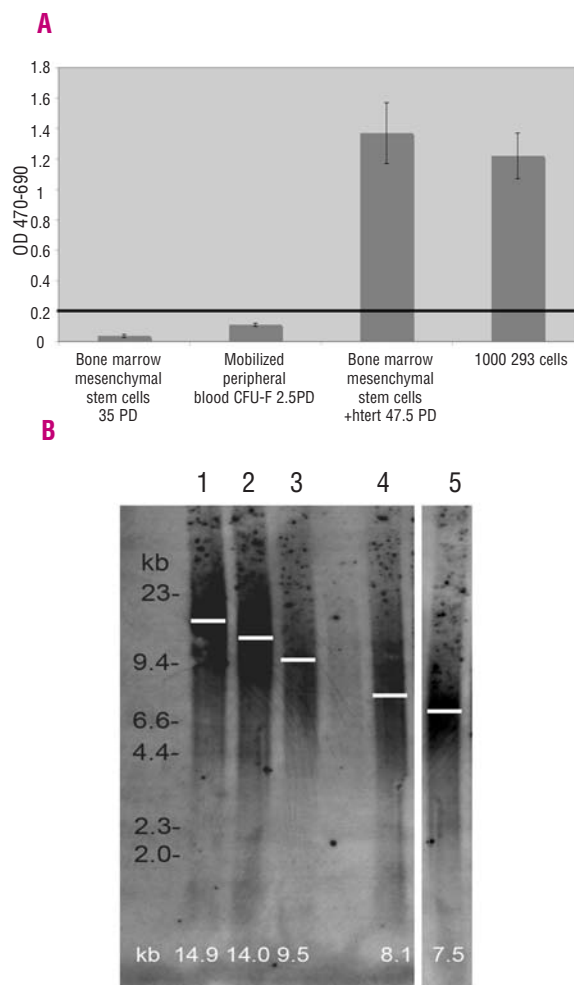 A
1.8
1.6
1.4
1.2
1
0.8
0.6
0.4
0.2
0
OD 470-690
Bone marrow
mesenchymal
stem cells
35 PD
Mobilized
peripheral
blood CFU-F 2.5PD
Bone marrow
mesenchymal
stem cells
+htert 47.5 PD
1000 293 cells
B
1 2 3 4 5
kb
23-
9.4-
6.6-
4.4-
2.3-
2.0-
kb 14.9 14.0 9.5 8.1 7.5